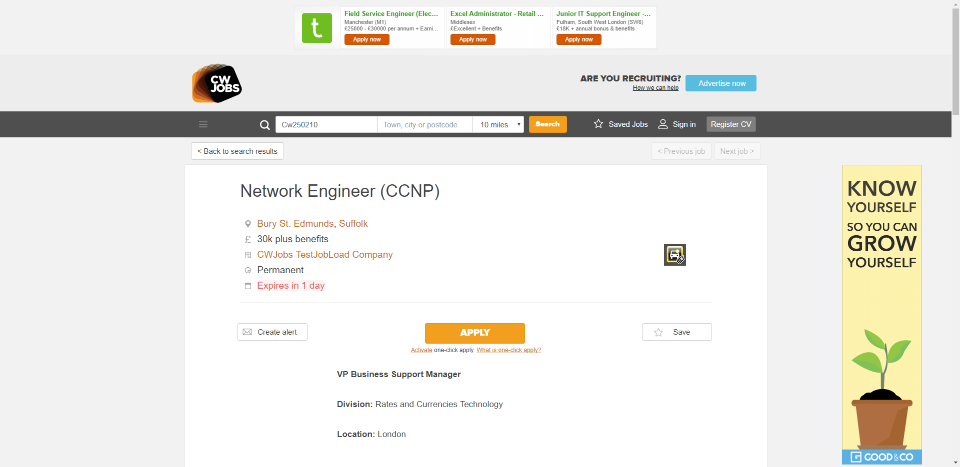 Field Service Engineer (Elec ...
Manchester (M1)
£25000 - £30000 per annum + Earni...
Apply now
Excel Administrator - Retail ...
Middlesex
£Excellent + Benefits
Apply now
Junior IT Support Engineer -...
Fulham, South West London (SW6)
£18K + annual bonus & benefits
Apply now
t
CW
JOBS
ARE YOU RECRUITING?
How we can help
Advertise now
Cw250210
Town, city or postcode
10 miles
Search
Saved Jobs
Sign in
Register CV
< Back to search results
< Previous job
Next job >
Network Engineer (CCNP)
Bury St. Edmunds, Suffolk
£ 30k plus benefits
CWJobs TestJobLoad Company
Permanent
Expires in 1 day
Create alert
APPLY
Activate one-click apply. What is one-click apply?
Save
VP Business Support Manager
Division: Rates and Currencies Technology
Location: London
KNOW
YOURSELF
SO YOU CAN
GROW
YOURSELF
GOOD&CO